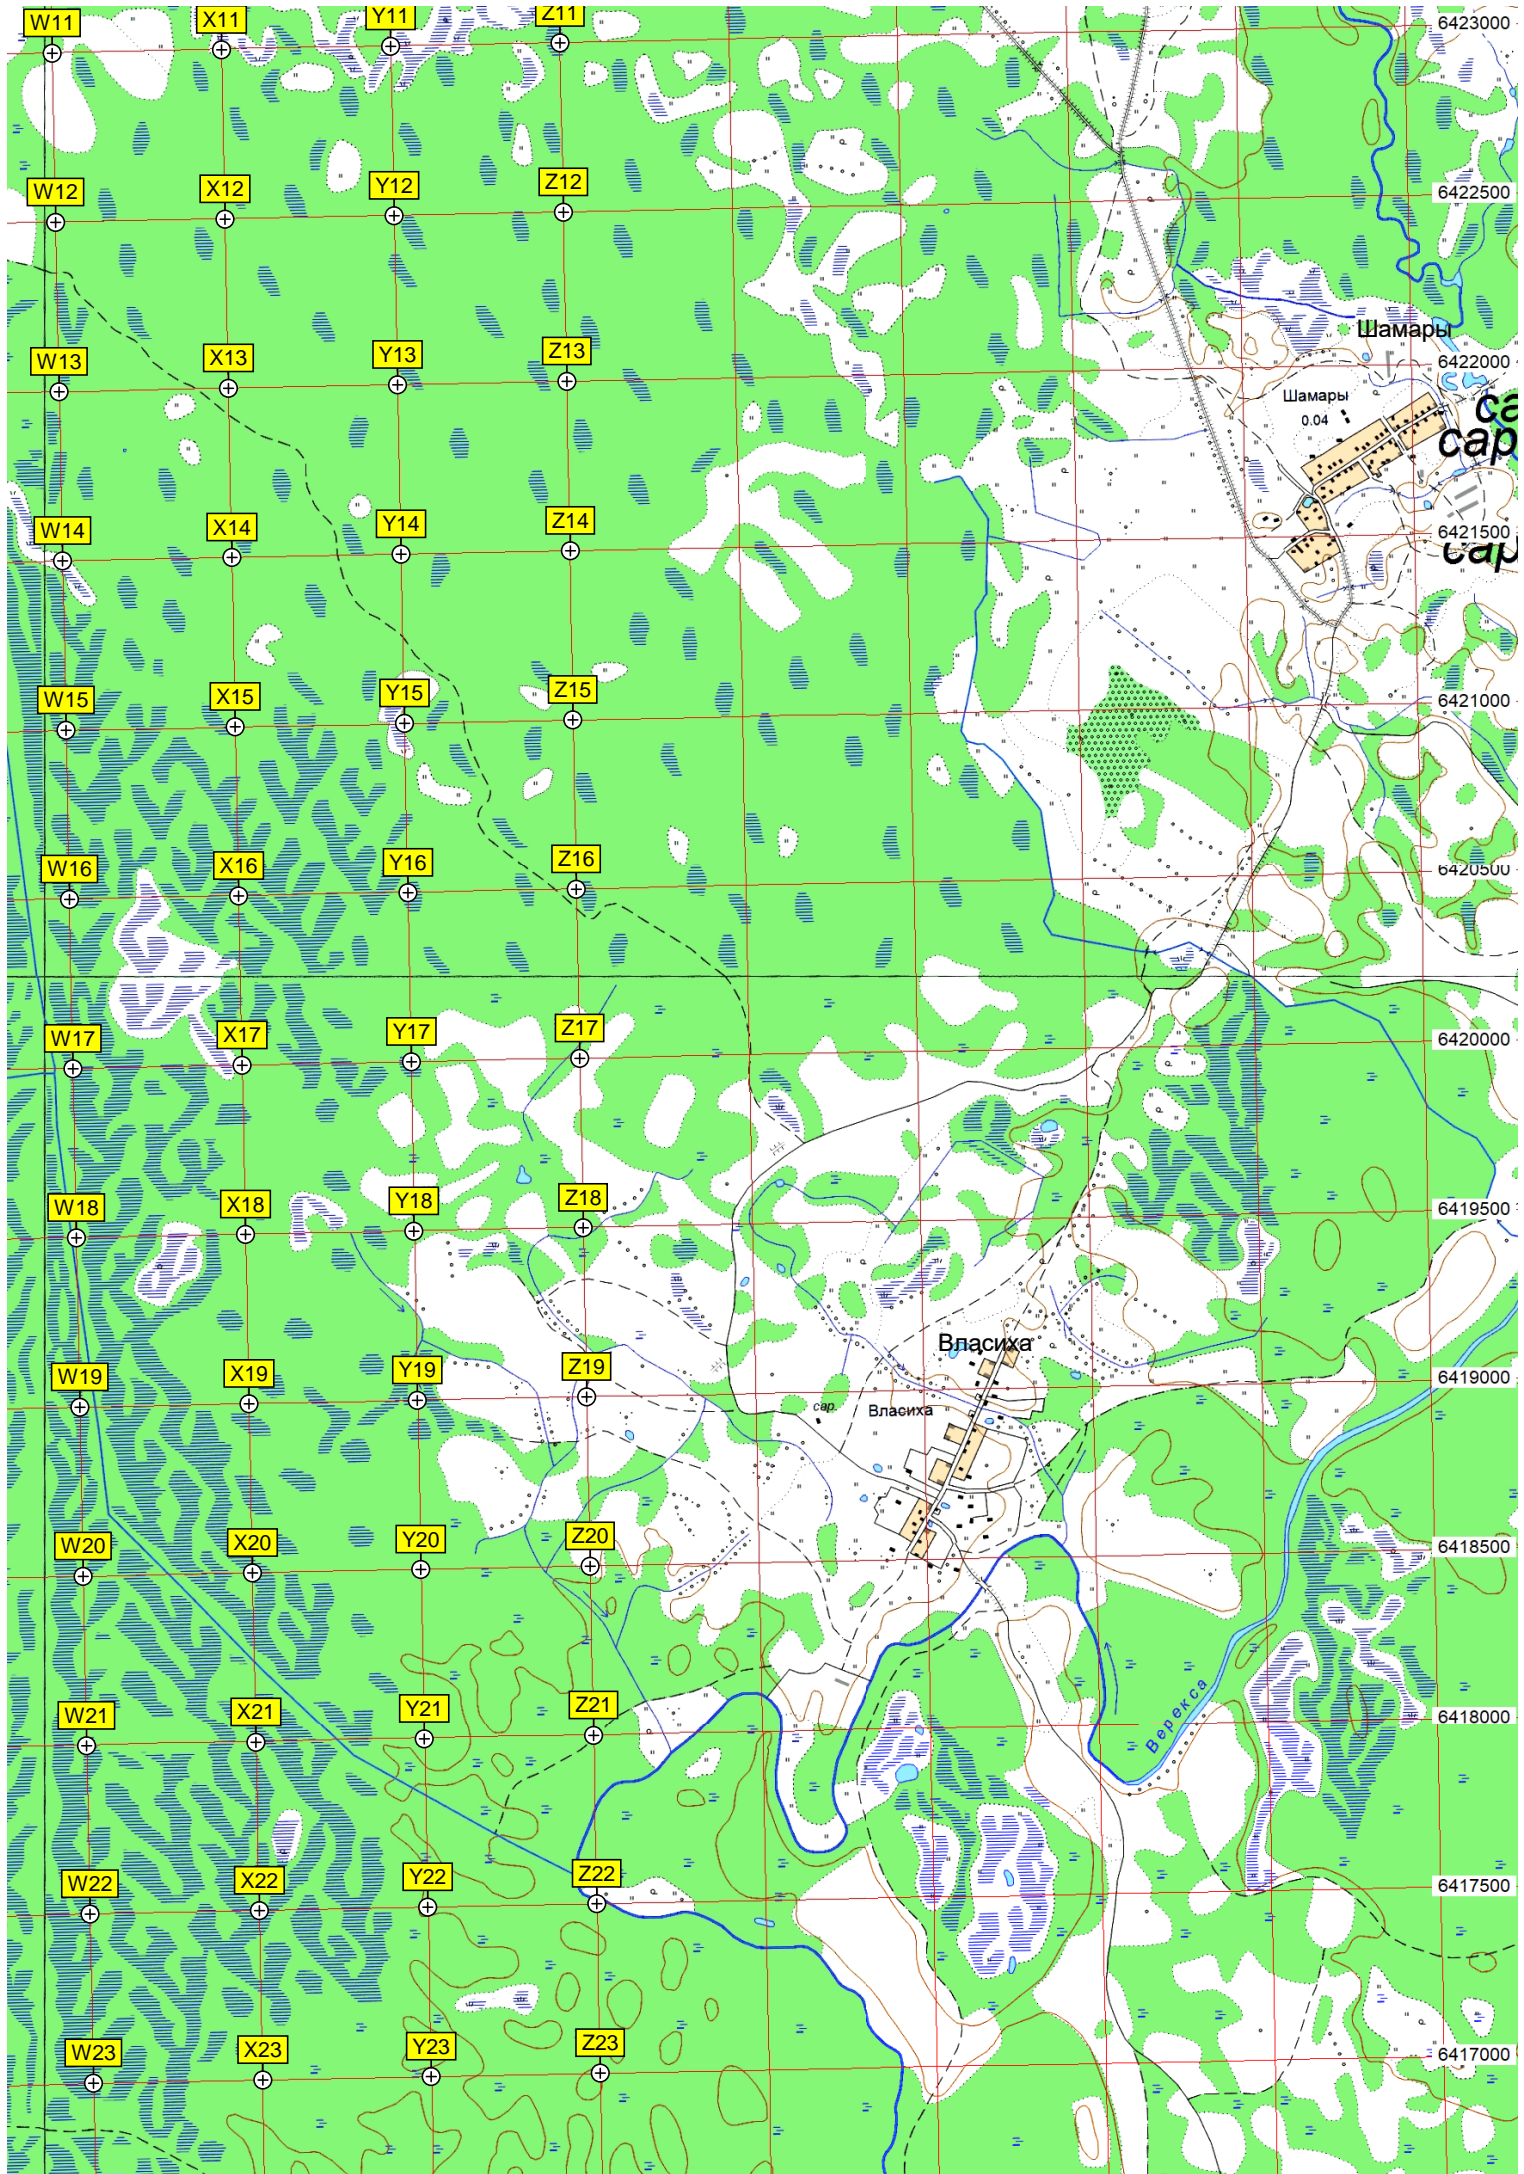 W11 X11 Y11 Z11 6423000
W12 X12 Y12 Z12 6422500
Шамары
W13 X13 Y13 Z13 6422000
Шамары
0.04
са
сар
W14 X14 Y14 Z14 6421500
сар
W15 X15 Y15 Z15 6421000
W16 X16 Y16 Z16 6420500
W17 X17 Y17 Z17 6420000
W18 X18 Y18 Z18 6419500
Власиха
W19 X19 Y19 Z19 6419000
сар.
Власиха
W20 X20 Y20 Z20 6418500
Верекса
W21 X21 Y21 Z21 6418000
W22 X22 Y22 Z22 6417500
W23 X23 Y23 Z23 6417000